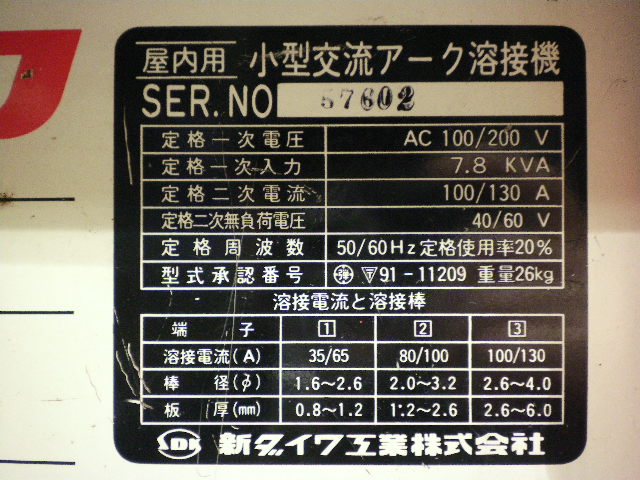 屋内用 小型交流アーク溶接機
SER.NO 57602
定格一次電圧 AC 100/200 V
定格一次入力 7.8 KVA
定格二次電流 100/130 A
定格二次無負荷電圧 40/60 V
定格周波数 50/60Hz 定格使用率20%
型式承認番号 91-11209 重量26kg
溶接電流と溶接棒
端子 1 2 3
溶接電流(A) 35/65 80/100 100/130
棒径(φ) 1.6~2.6 2.0~3.2 2.6~4.0
板厚(mm) 0.8~1.2 1.2~2.6 2.6~6.0
SDK 新ダイワ工業株式会社